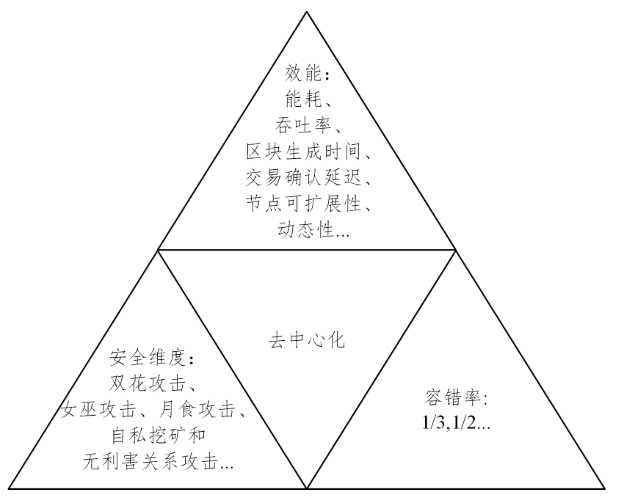 效能：
能耗、
吞吐率、
区块生成时间、
交易确认延迟、
节点可扩展性、
动态性...
去中心化
安全维度：
双花攻击、
女巫攻击、月食攻击、
自私挖矿和
无利害关系攻击...
容错率:
1/3,1/2...